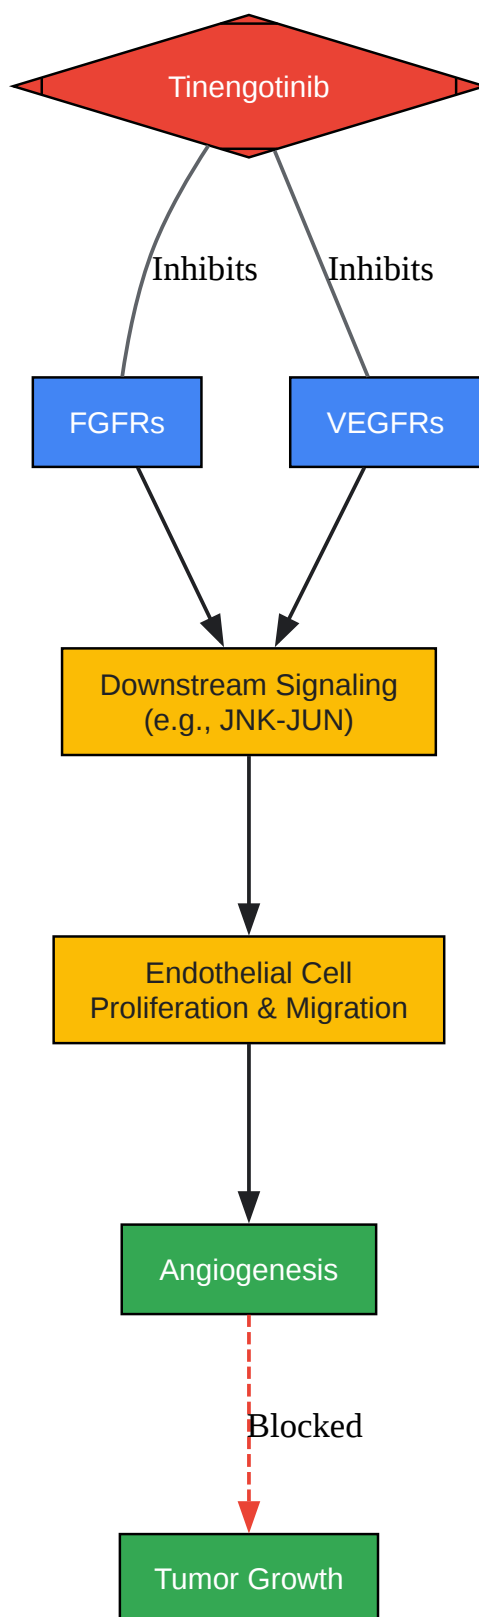 Tinengotinib
Inhibits
Inhibits
FGFRs
VEGFRs
Downstream Signaling
(e.g., JNK-JUN)
Endothelial Cell
Proliferation & Migration
Angiogenesis
Blocked
Tumor Growth